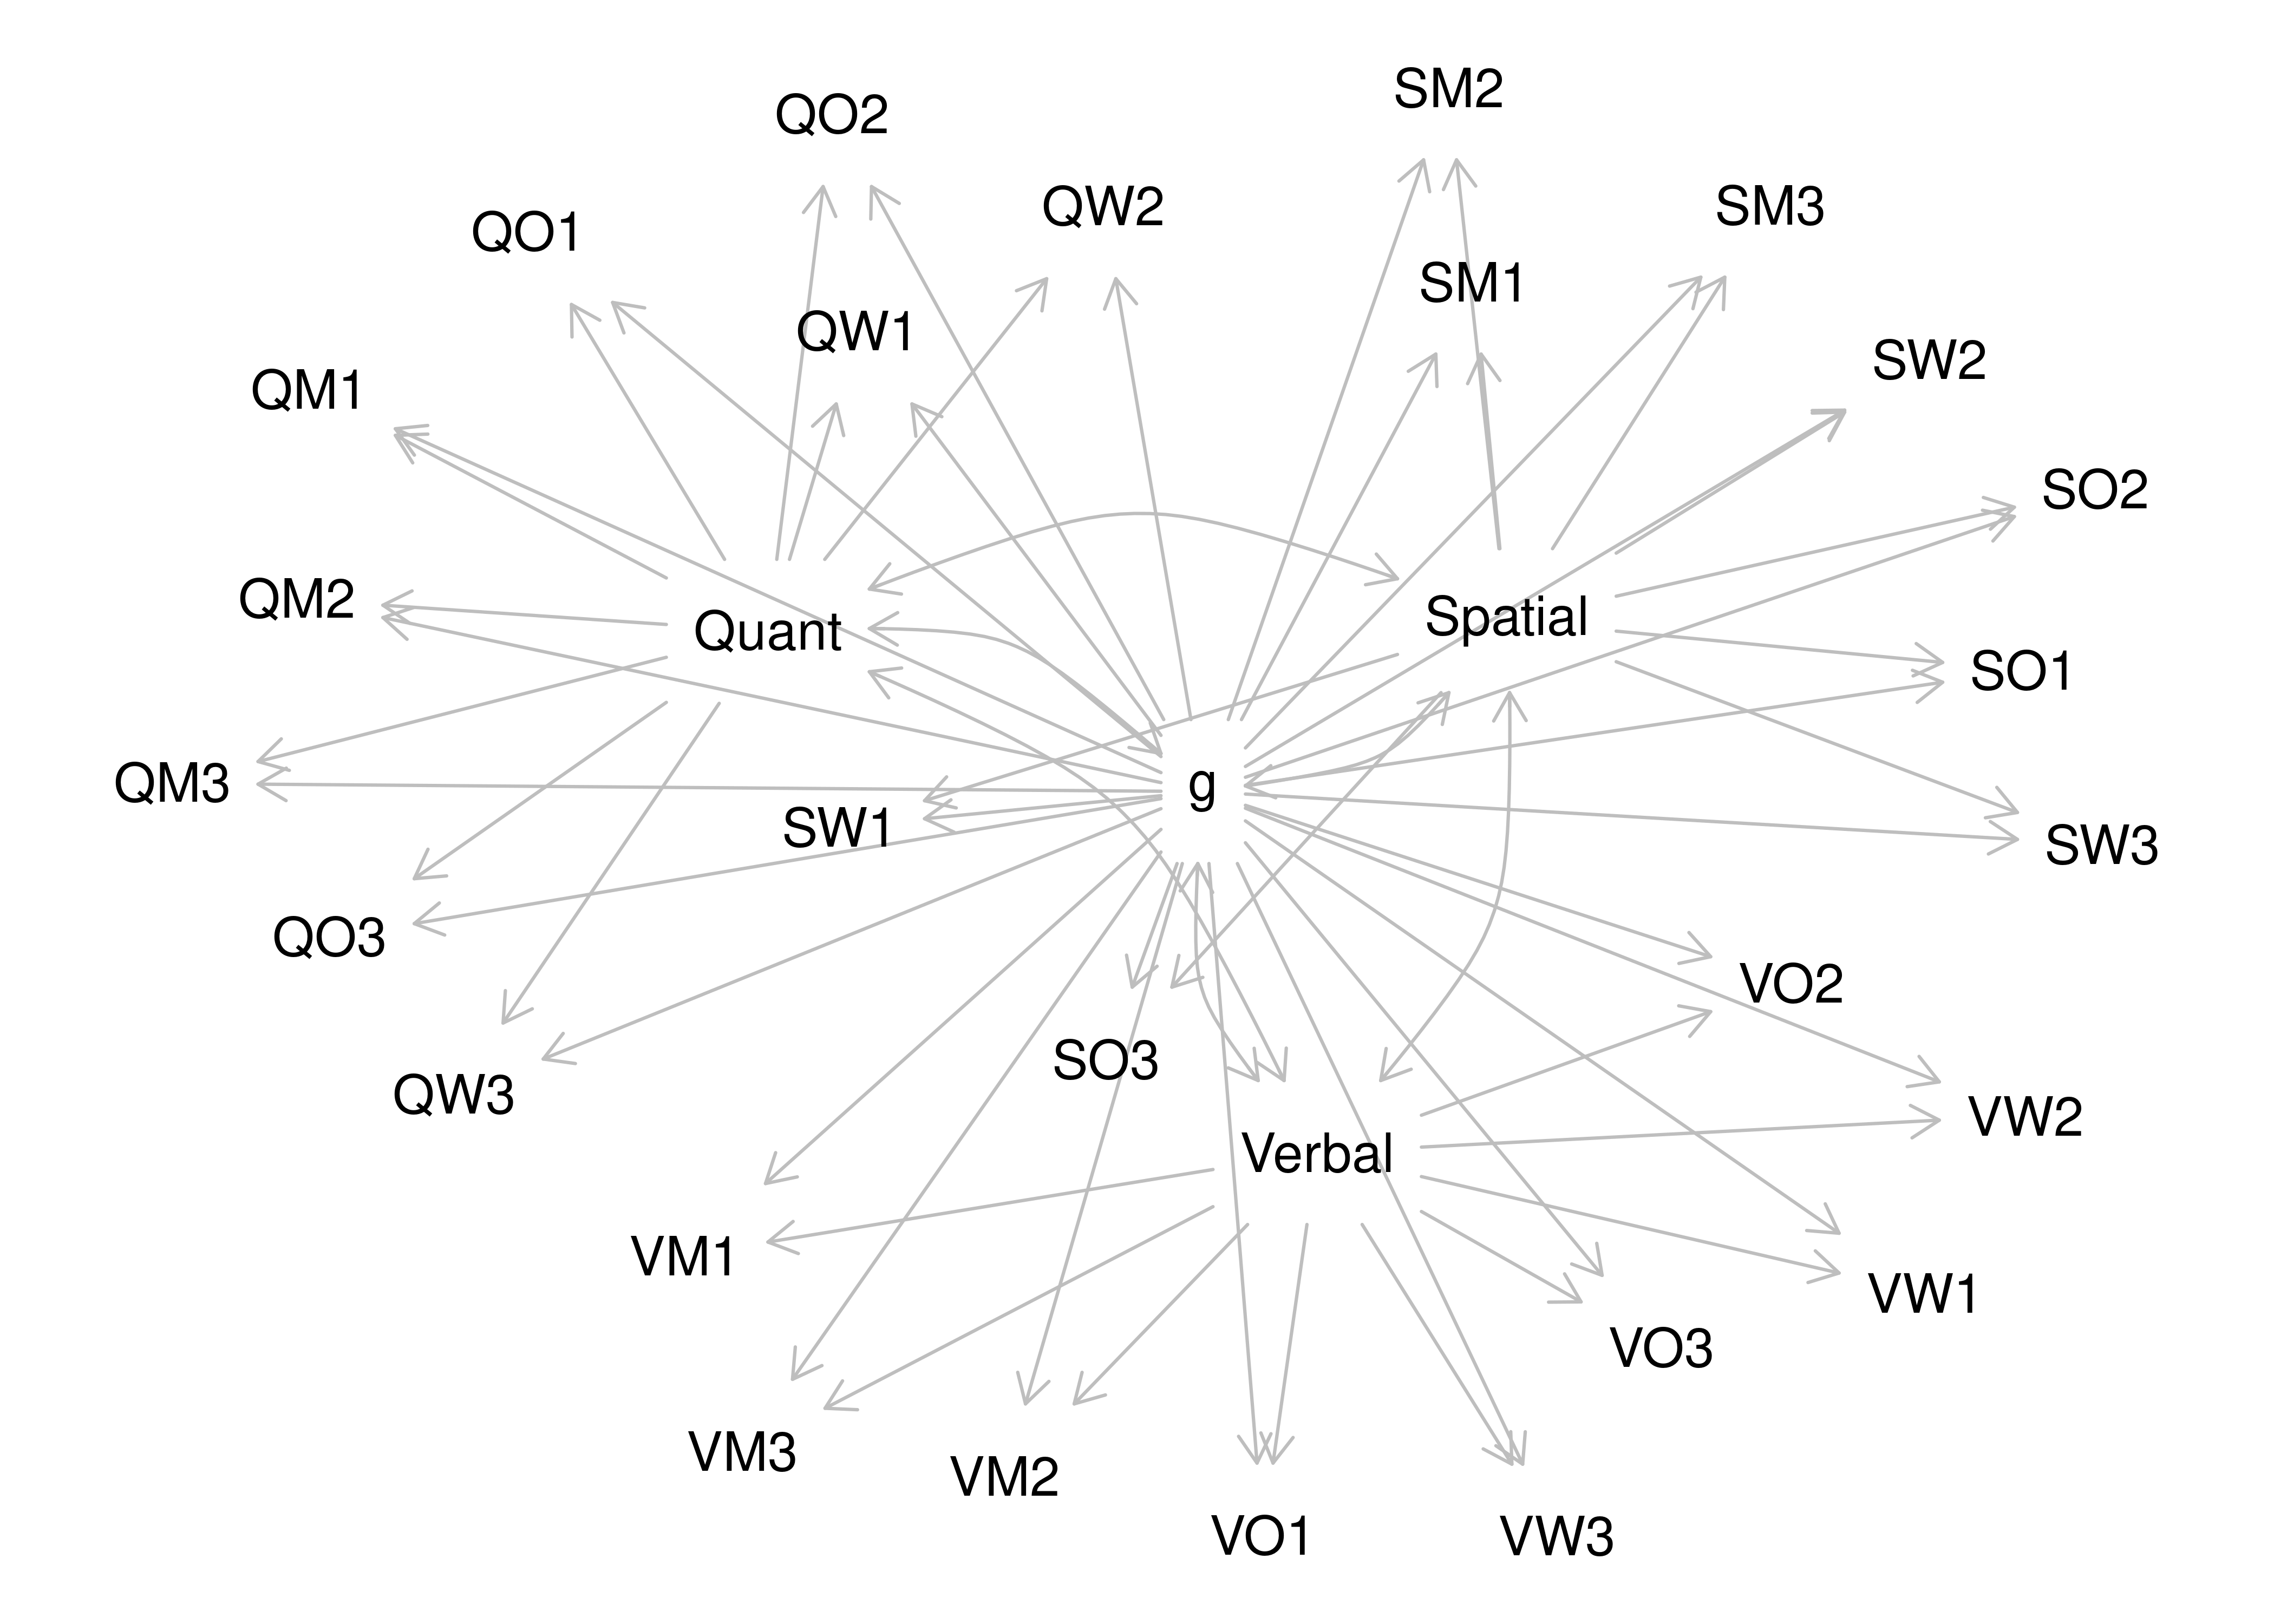 SM2
QO2
QW2
SM3
QO1
SM1
QW1
SW2
QM1
SO2
QM2
Spatial
Quant
SO1
QM3
g
SW1
SW3
QO3
VO2
SO3
QW3
VW2
Verbal
VM1
VW1
VO3
VM3
VM2
VO1
VW3